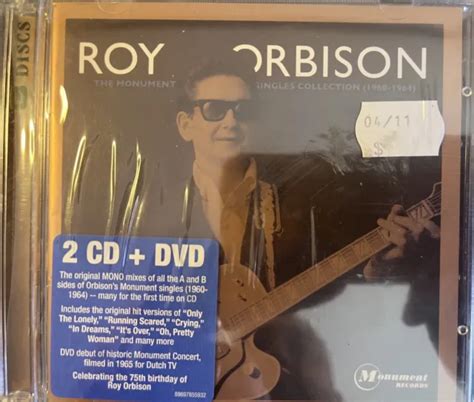 DISCS
ROY ORBISON
THE MONUMENT SINGLES COLLECTION (1960-1964)
04/11
$
2 CD + DVD
The original MONO mixes of all the A and B
sides of Orbison's Monument singles (1960-
1964) -- many for the first time on CD
Includes the original hit versions of "Only
The Lonely," "Running Scared," "Crying,"
"In Dreams," "It's Over," "Oh, Pretty
Woman" and many more
DVD debut of historic Monument Concert,
filmed in 1965 for Dutch TV
Celebrating the 75th birthday of
Roy Orbison
88697855932
Monument
RECORDS